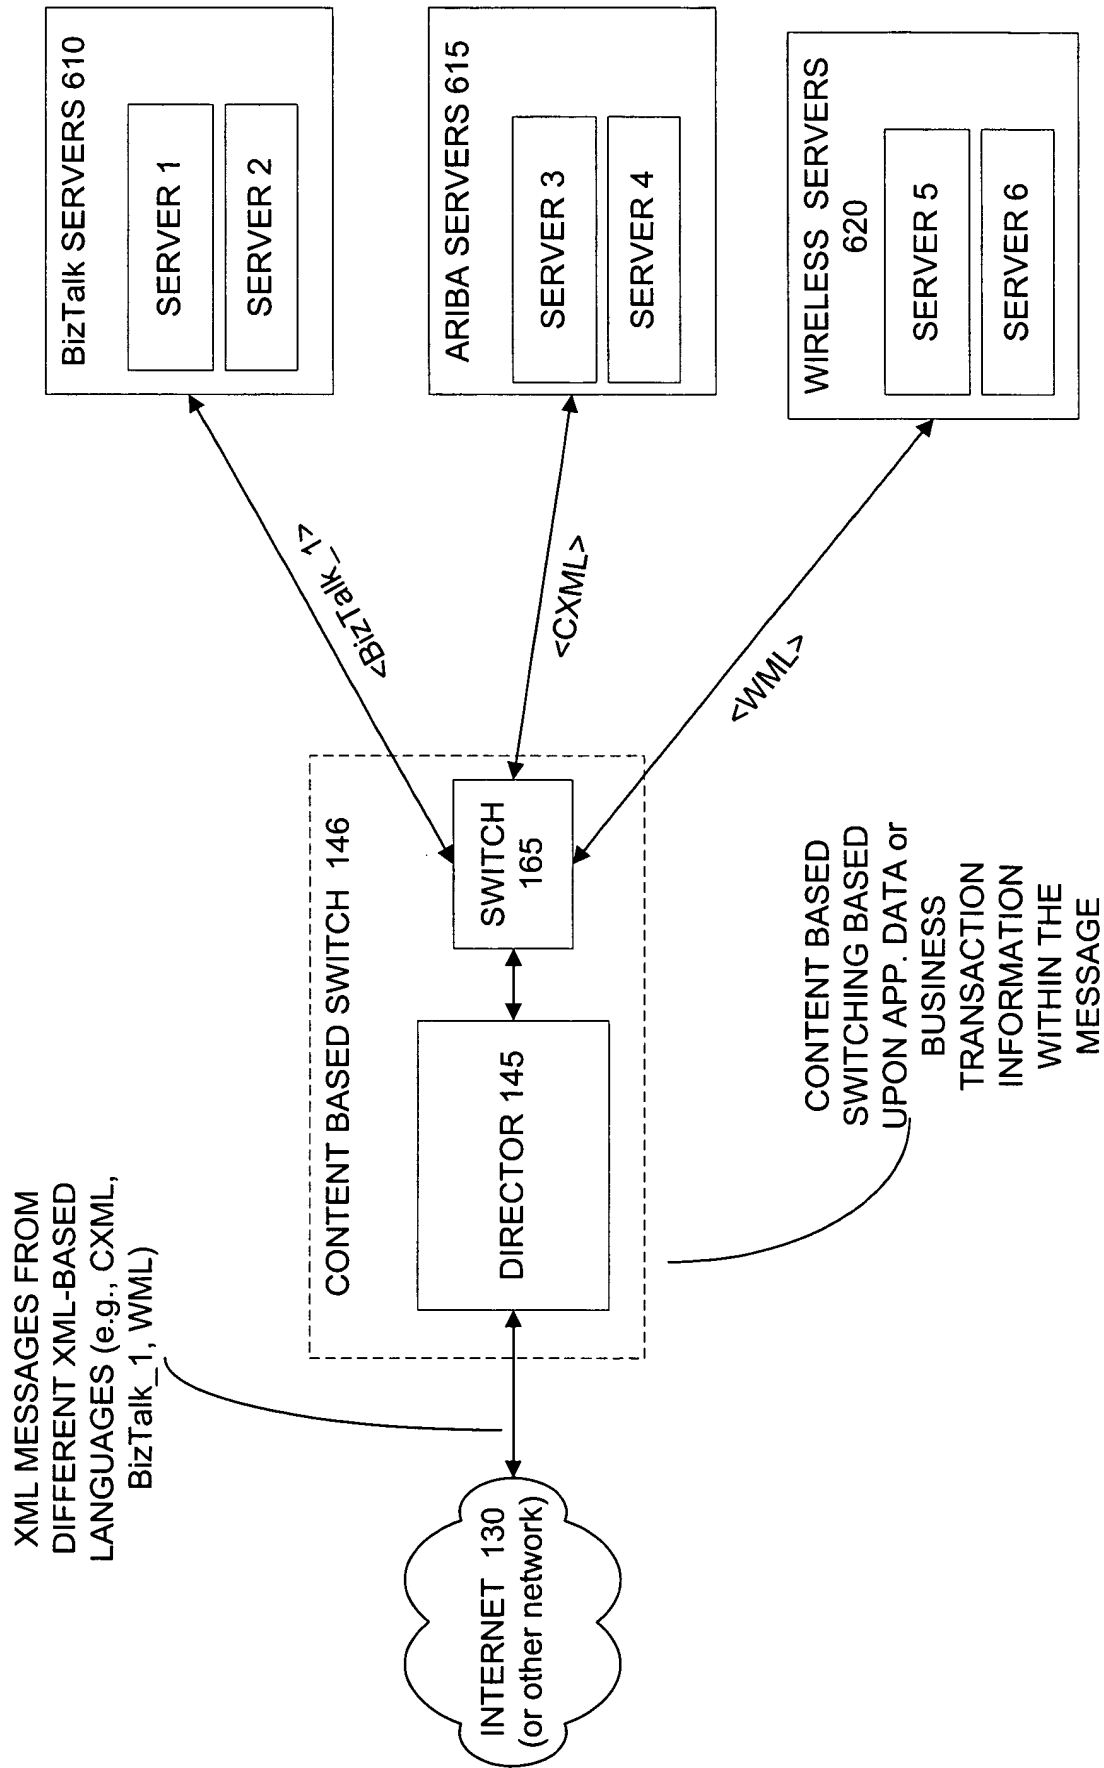 XML MESSAGES FROM
DIFFERENT XML-BASED
LANGUAGES (e.g., CXML,
BizTalk_1, WML)
INTERNET 130
(or other network)
CONTENT BASED SWITCH 146
DIRECTOR 145
SWITCH
165
CONTENT BASED
SWITCHING BASED
UPON APP. DATA or
BUSINESS
TRANSACTION
INFORMATION
WITHIN THE
MESSAGE
<BizTalk_1>
<CXML>
<WML>
BizTalk SERVERS 610
SERVER 1
SERVER 2
ARIBA SERVERS 615
SERVER 3
SERVER 4
WIRELESS SERVERS
620
SERVER 5
SERVER 6